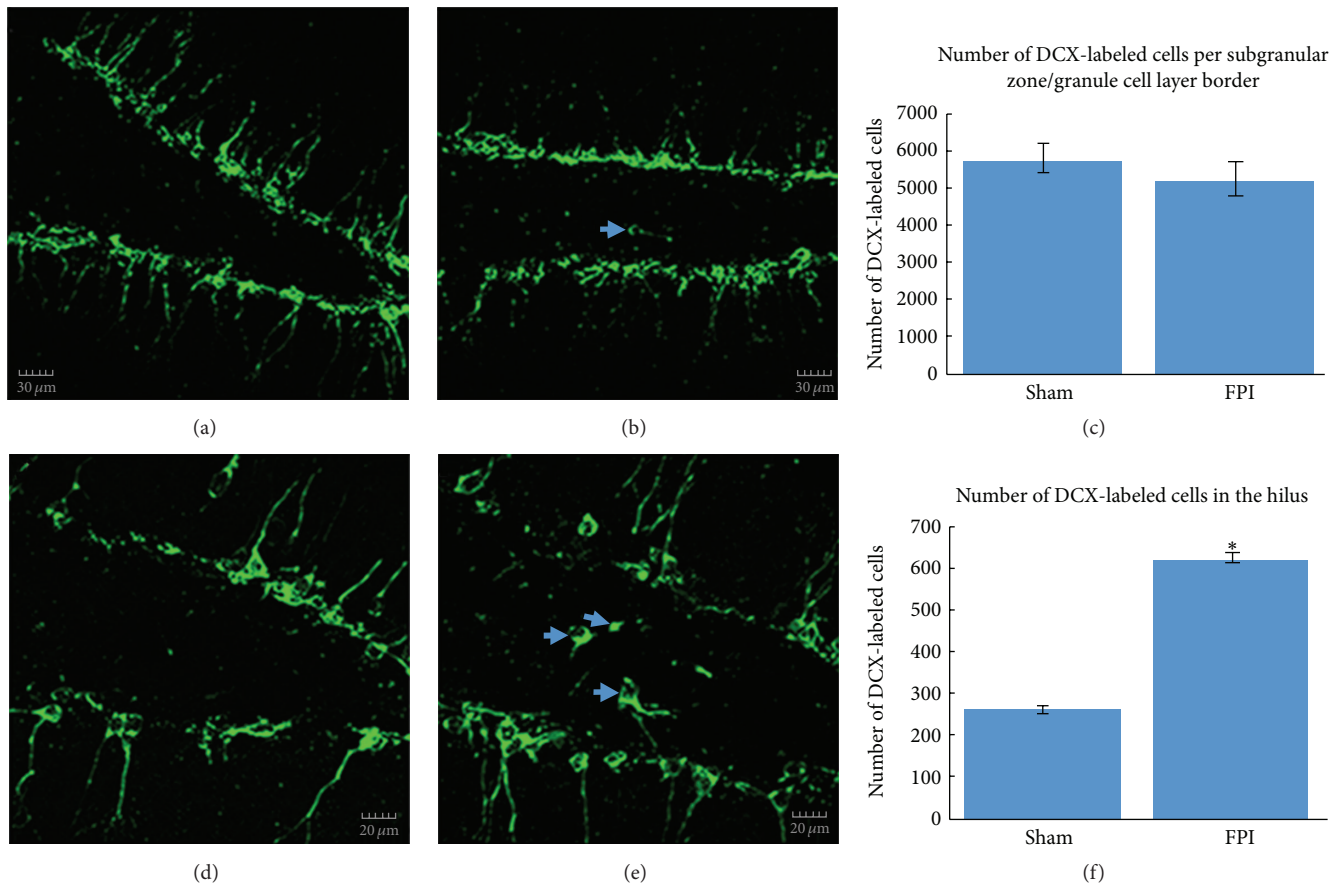 30 μm
(a)
30 μm
(b)
Number of DCX-labeled cells per subgranular
zone/granule cell layer border
Number of DCX-labeled cells
7000
6000
5000
4000
3000
2000
1000
0
Sham
FPI
(c)
20 μm
(d)
20 μm
(e)
Number of DCX-labeled cells in the hilus
Number of DCX-labeled cells
700
600
500
400
300
200
100
0
*
Sham
FPI
(f)